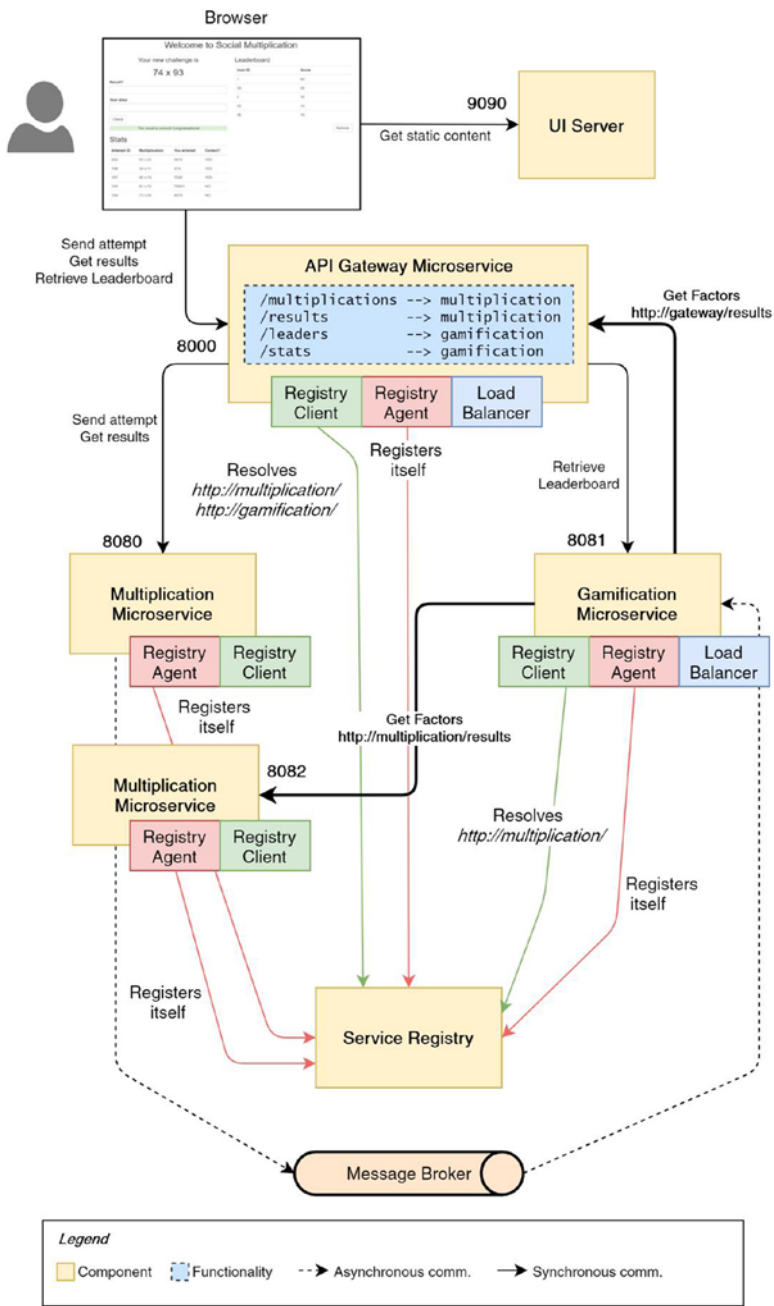 Browser
Welcome to Social Multiplication
Your new challenge is
74 x 93
Leaderboard
Stats
9090
Get static content
UI Server
Send attempt
Get results
Retrieve Leaderboard
API Gateway Microservice
/multiplications --> multiplication
/results --> multiplication
/leaders --> gamification
/stats --> gamification
Get Factors
http://gateway/results
8000
Registry
Client
Registry
Agent
Load
Balancer
Send attempt
Get results
Resolves
http://multiplication/
http://gamification/
Registers
itself
Retrieve
Leaderboard
8080
Multiplication
Microservice
Registry
Agent
Registry
Client
8081
Gamification
Microservice
Registry
Client
Registry
Agent
Load
Balancer
Registers
itself
Get Factors
http://multiplication/results
8082
Multiplication
Microservice
Registry
Agent
Registry
Client
Resolves
http://multiplication/
Registers
itself
Registers
itself
Service Registry
Message Broker
Legend
Component
Functionality
Asynchronous comm.
Synchronous comm.